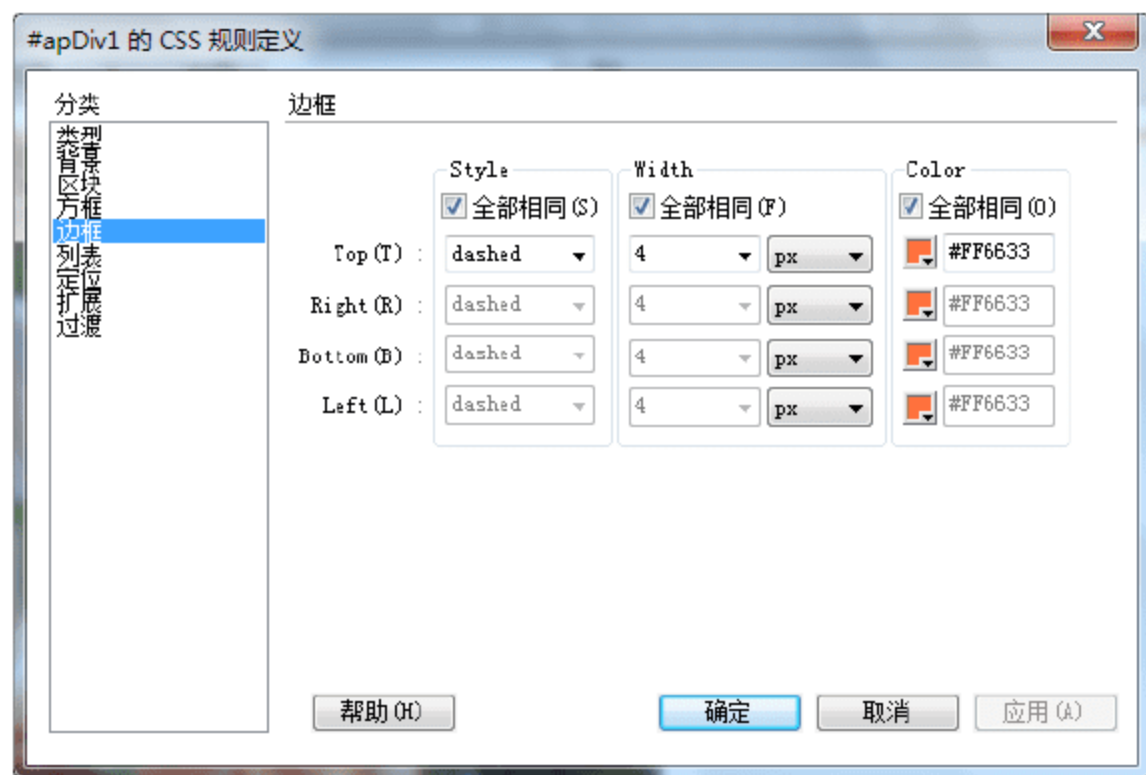 #apDiv1 的 CSS 规则定义
分类
类型
背景
区块
方框
边框
列表
定位
扩展
过渡
边框
Style Width Color
全部相同(S) 全部相同(F) 全部相同(O)
Top(T) : dashed 4 px #FF6633
Right(R) : dashed 4 px #FF6633
Bottom(B) : dashed 4 px #FF6633
Left(L) : dashed 4 px #FF6633
帮助(H) 确定 取消 应用(A)